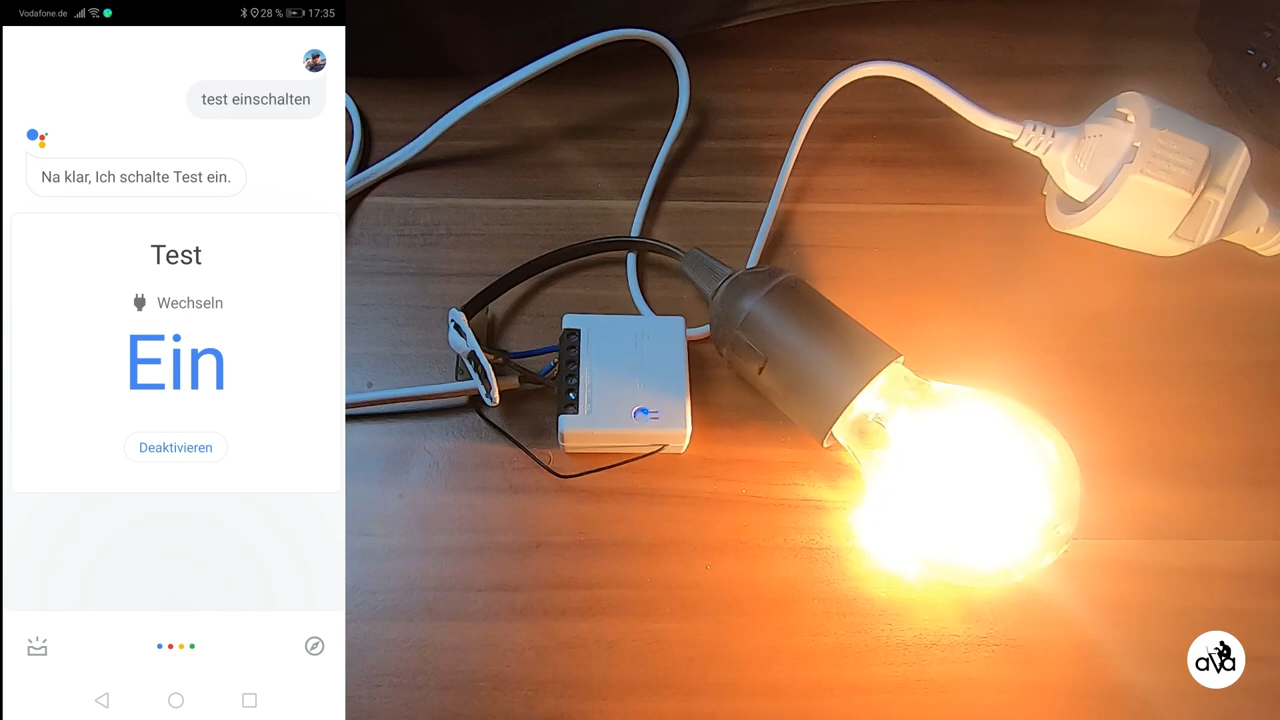 Vodafone.de
28 %
17:35
test einschalten
Na klar, Ich schalte Test ein.
Test
Wechseln
Ein
Deaktivieren
ava